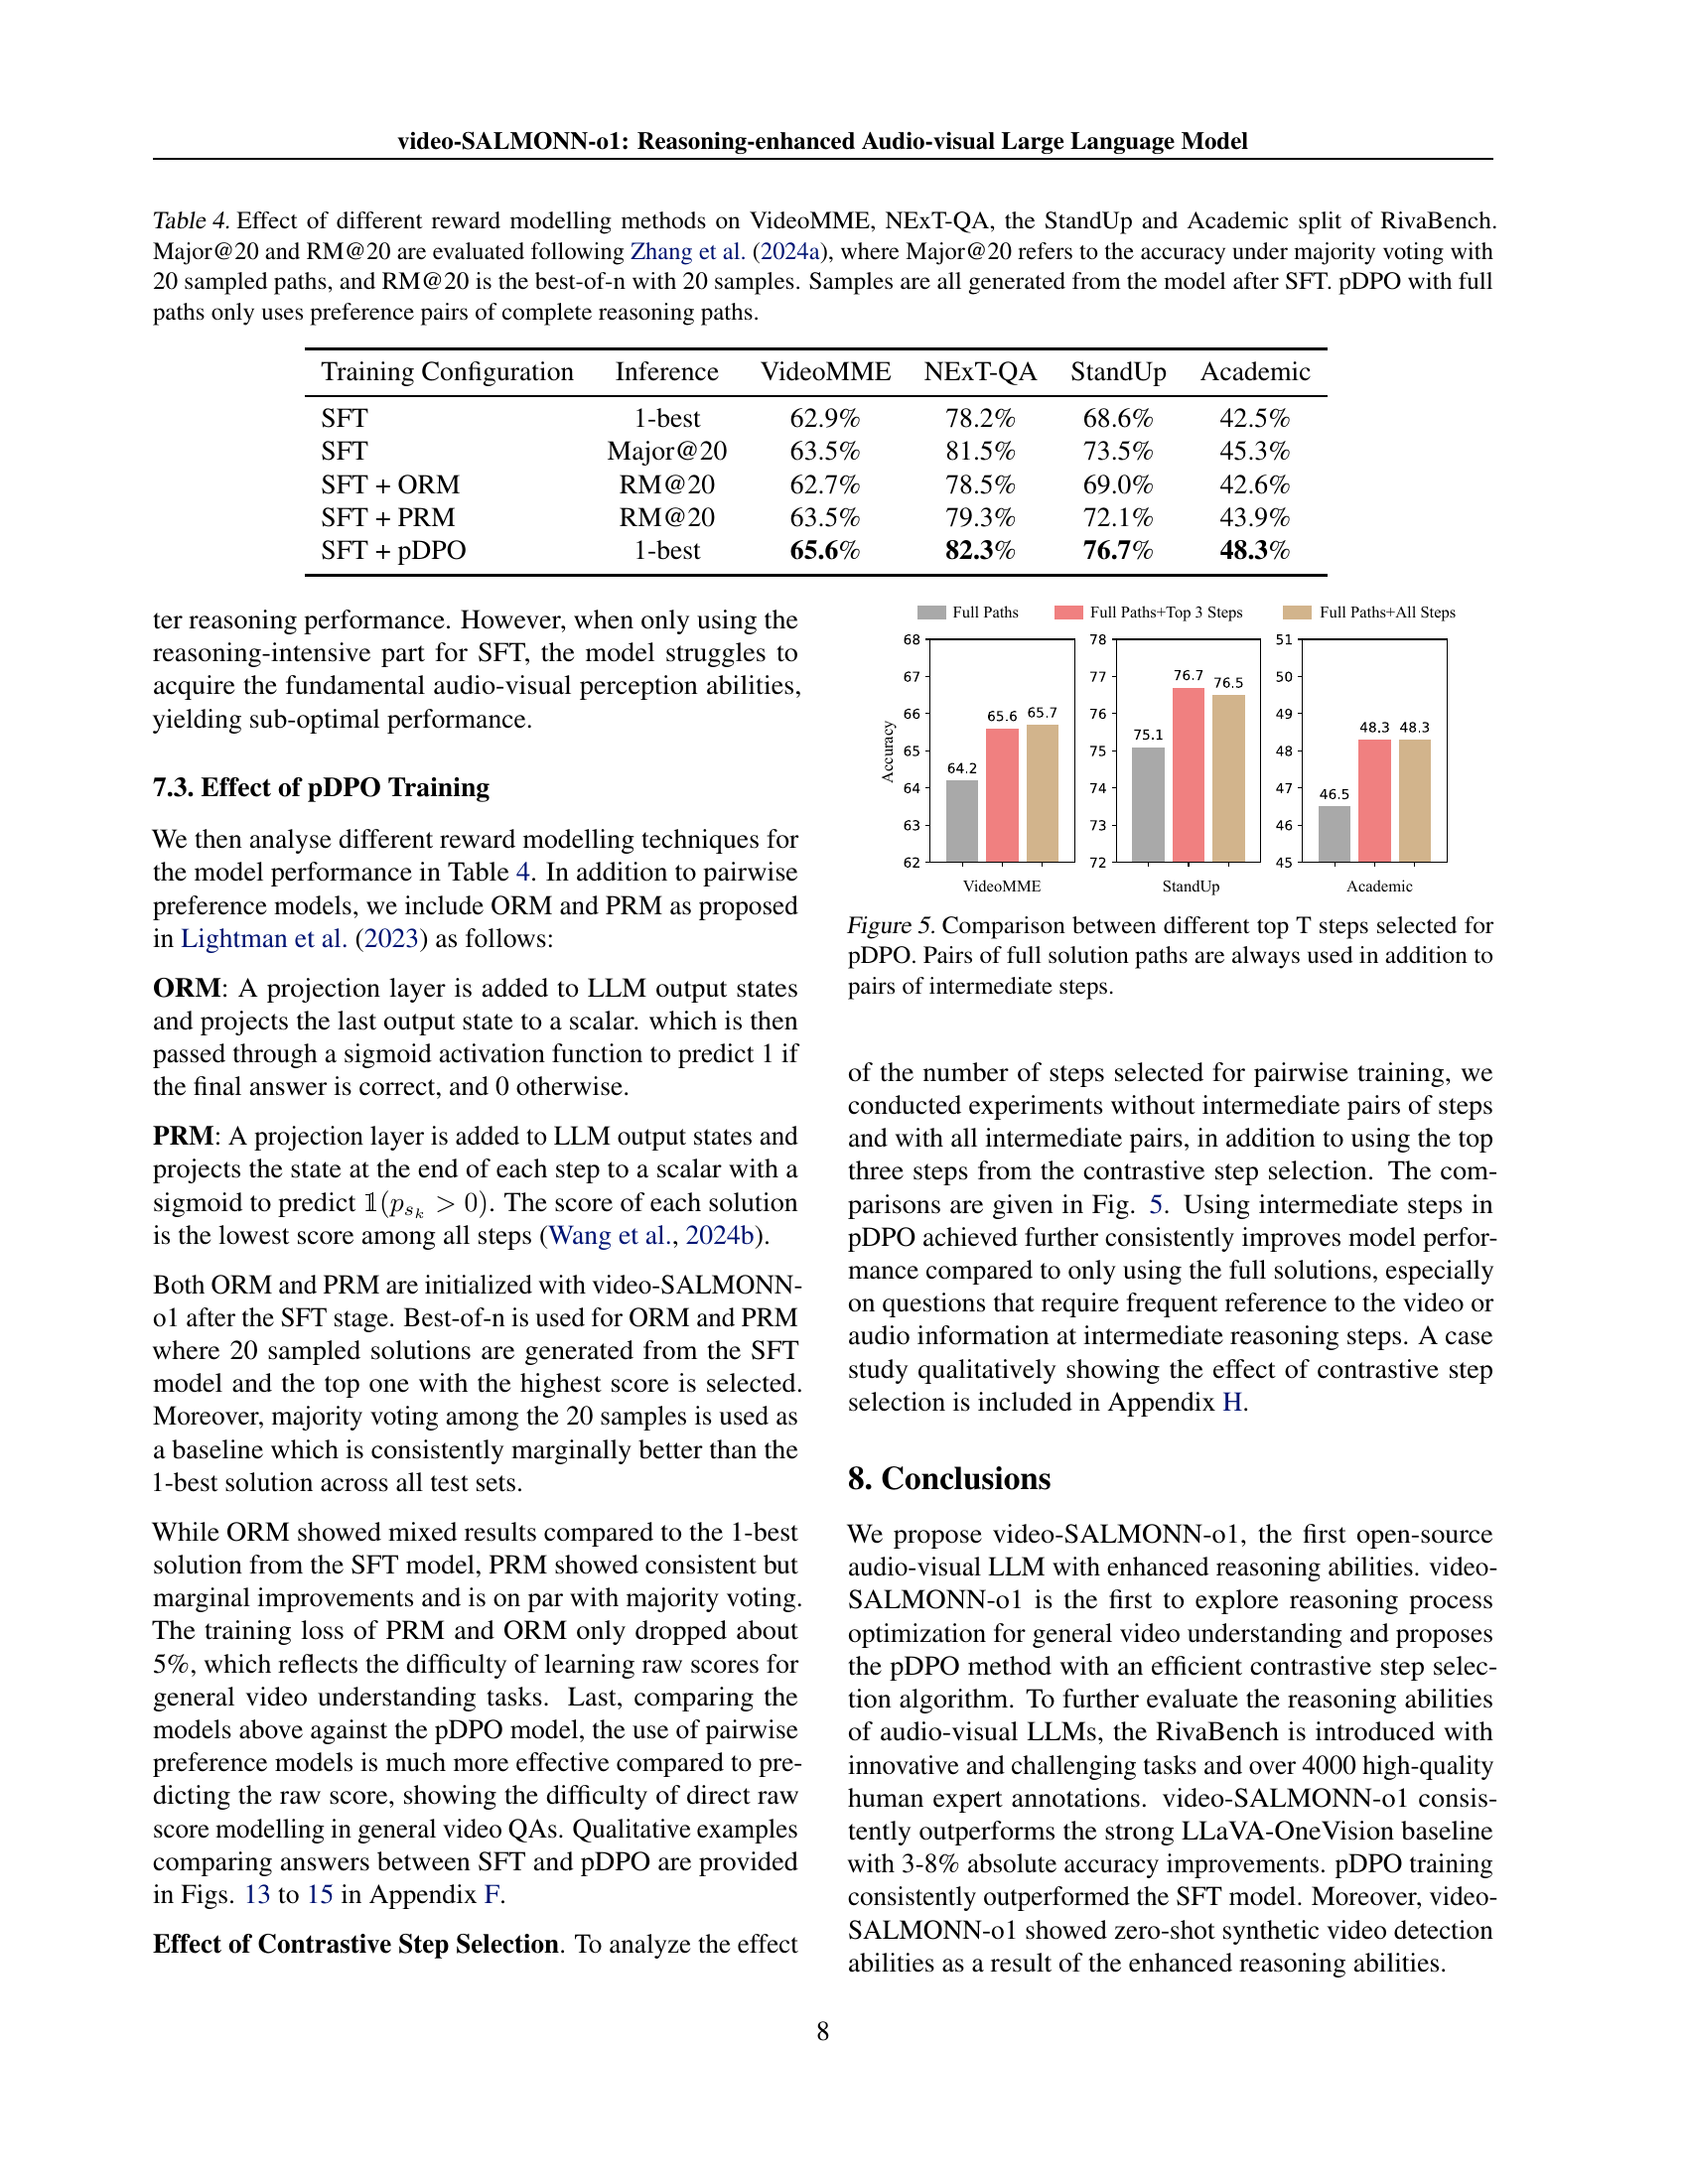 video-SALMONN-o1: Reasoning-enhanced Audio-visual Large Language Model
Table 4. Effect of different reward modelling methods on VideoMME, NExT-QA, the StandUp and Academic split of RivaBench.
Major@20 and RM@20 are evaluated following Zhang et al. (2024a), where Major@20 refers to the accuracy under majority voting with
20 sampled paths, and RM@20 is the best-of-n with 20 samples. Samples are all generated from the model after SFT. pDPO with full
paths only uses preference pairs of complete reasoning paths.
Training Configuration Inference VideoMME NExT-QA StandUp Academic
SFT 1-best 62.9% 78.2% 68.6% 42.5%
SFT Major@20 63.5% 81.5% 73.5% 45.3%
SFT + ORM RM@20 62.7% 78.5% 69.0% 42.6%
SFT + PRM RM@20 63.5% 79.3% 72.1% 43.9%
SFT + pDPO 1-best 65.6% 82.3% 76.7% 48.3%
ter reasoning performance. However, when only using the
reasoning-intensive part for SFT, the model struggles to
acquire the fundamental audio-visual perception abilities,
yielding sub-optimal performance.
7.3. Effect of pDPO Training
We then analyse different reward modelling techniques for
the model performance in Table 4. In addition to pairwise
preference models, we include ORM and PRM as proposed
in Lightman et al. (2023) as follows:
ORM: A projection layer is added to LLM output states
and projects the last output state to a scalar. which is then
passed through a sigmoid activation function to predict 1 if
the final answer is correct, and 0 otherwise.
PRM: A projection layer is added to LLM output states and
projects the state at the end of each step to a scalar with a
sigmoid to predict 𝟙(p_{s_k} > 0). The score of each solution
is the lowest score among all steps (Wang et al., 2024b).
Both ORM and PRM are initialized with video-SALMONN-
o1 after the SFT stage. Best-of-n is used for ORM and PRM
where 20 sampled solutions are generated from the SFT
model and the top one with the highest score is selected.
Moreover, majority voting among the 20 samples is used as
a baseline which is consistently marginally better than the
1-best solution across all test sets.
While ORM showed mixed results compared to the 1-best
solution from the SFT model, PRM showed consistent but
marginal improvements and is on par with majority voting.
The training loss of PRM and ORM only dropped about
5%, which reflects the difficulty of learning raw scores for
general video understanding tasks. Last, comparing the
models above against the pDPO model, the use of pairwise
preference models is much more effective compared to pre-
dicting the raw score, showing the difficulty of direct raw
score modelling in general video QAs. Qualitative examples
comparing answers between SFT and pDPO are provided
in Figs. 13 to 15 in Appendix F.
Effect of Contrastive Step Selection. To analyze the effect
Full Paths Full Paths+Top 3 Steps Full Paths+All Steps
Accuracy
68
67
66
65
64
63
62
64.2 65.6 65.7
VideoMME
78
77
76
75
74
73
72
75.1 76.7 76.5
StandUp
51
50
49
48
47
46
45
46.5 48.3 48.3
Academic
Figure 5. Comparison between different top T steps selected for
pDPO. Pairs of full solution paths are always used in addition to
pairs of intermediate steps.
of the number of steps selected for pairwise training, we
conducted experiments without intermediate pairs of steps
and with all intermediate pairs, in addition to using the top
three steps from the contrastive step selection. The com-
parisons are given in Fig. 5. Using intermediate steps in
pDPO achieved further consistently improves model perfor-
mance compared to only using the full solutions, especially
on questions that require frequent reference to the video or
audio information at intermediate reasoning steps. A case
study qualitatively showing the effect of contrastive step
selection is included in Appendix H.
8. Conclusions
We propose video-SALMONN-o1, the first open-source
audio-visual LLM with enhanced reasoning abilities. video-
SALMONN-o1 is the first to explore reasoning process
optimization for general video understanding and proposes
the pDPO method with an efficient contrastive step selec-
tion algorithm. To further evaluate the reasoning abilities
of audio-visual LLMs, the RivaBench is introduced with
innovative and challenging tasks and over 4000 high-quality
human expert annotations. video-SALMONN-o1 consis-
tently outperforms the strong LLaVA-OneVision baseline
with 3-8% absolute accuracy improvements. pDPO training
consistently outperformed the SFT model. Moreover, video-
SALMONN-o1 showed zero-shot synthetic video detection
abilities as a result of the enhanced reasoning abilities.
8